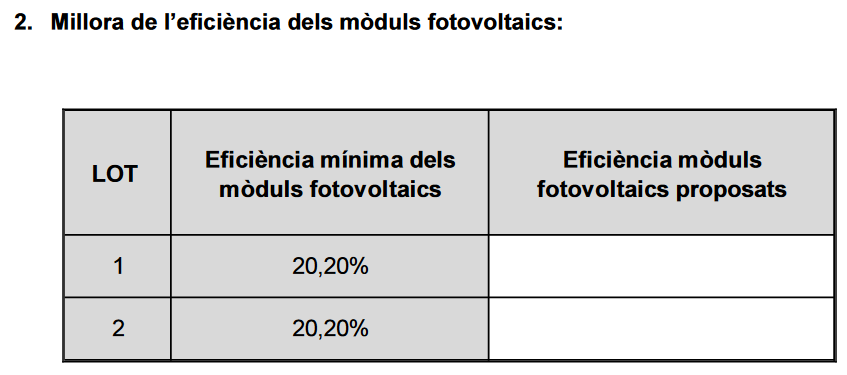 2. Millora de l’eficiència dels mòduls fotovoltaics:
LOT
Eficiència mínima dels
mòduls fotovoltaics
Eficiència mòduls
fotovoltaics proposats
1
20,20%
2
20,20%